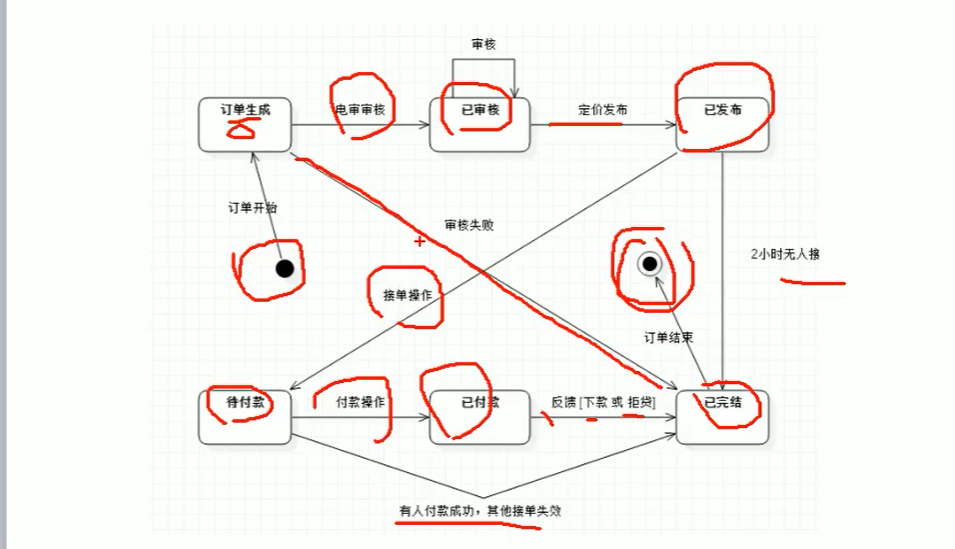 审核
订单生成
电审审核
已审核
定价发布
已发布
订单开始
审核失败
2小时无人接
接单操作
订单结束
待付款
付款操作
已付款
反馈 [下款 或 拒贷]
已完结
有人付款成功，其他接单失效